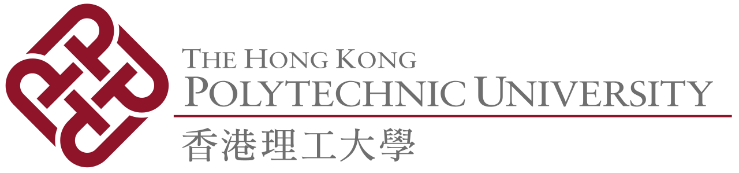 The Hong Kong
Polytechnic University
香港理工大學